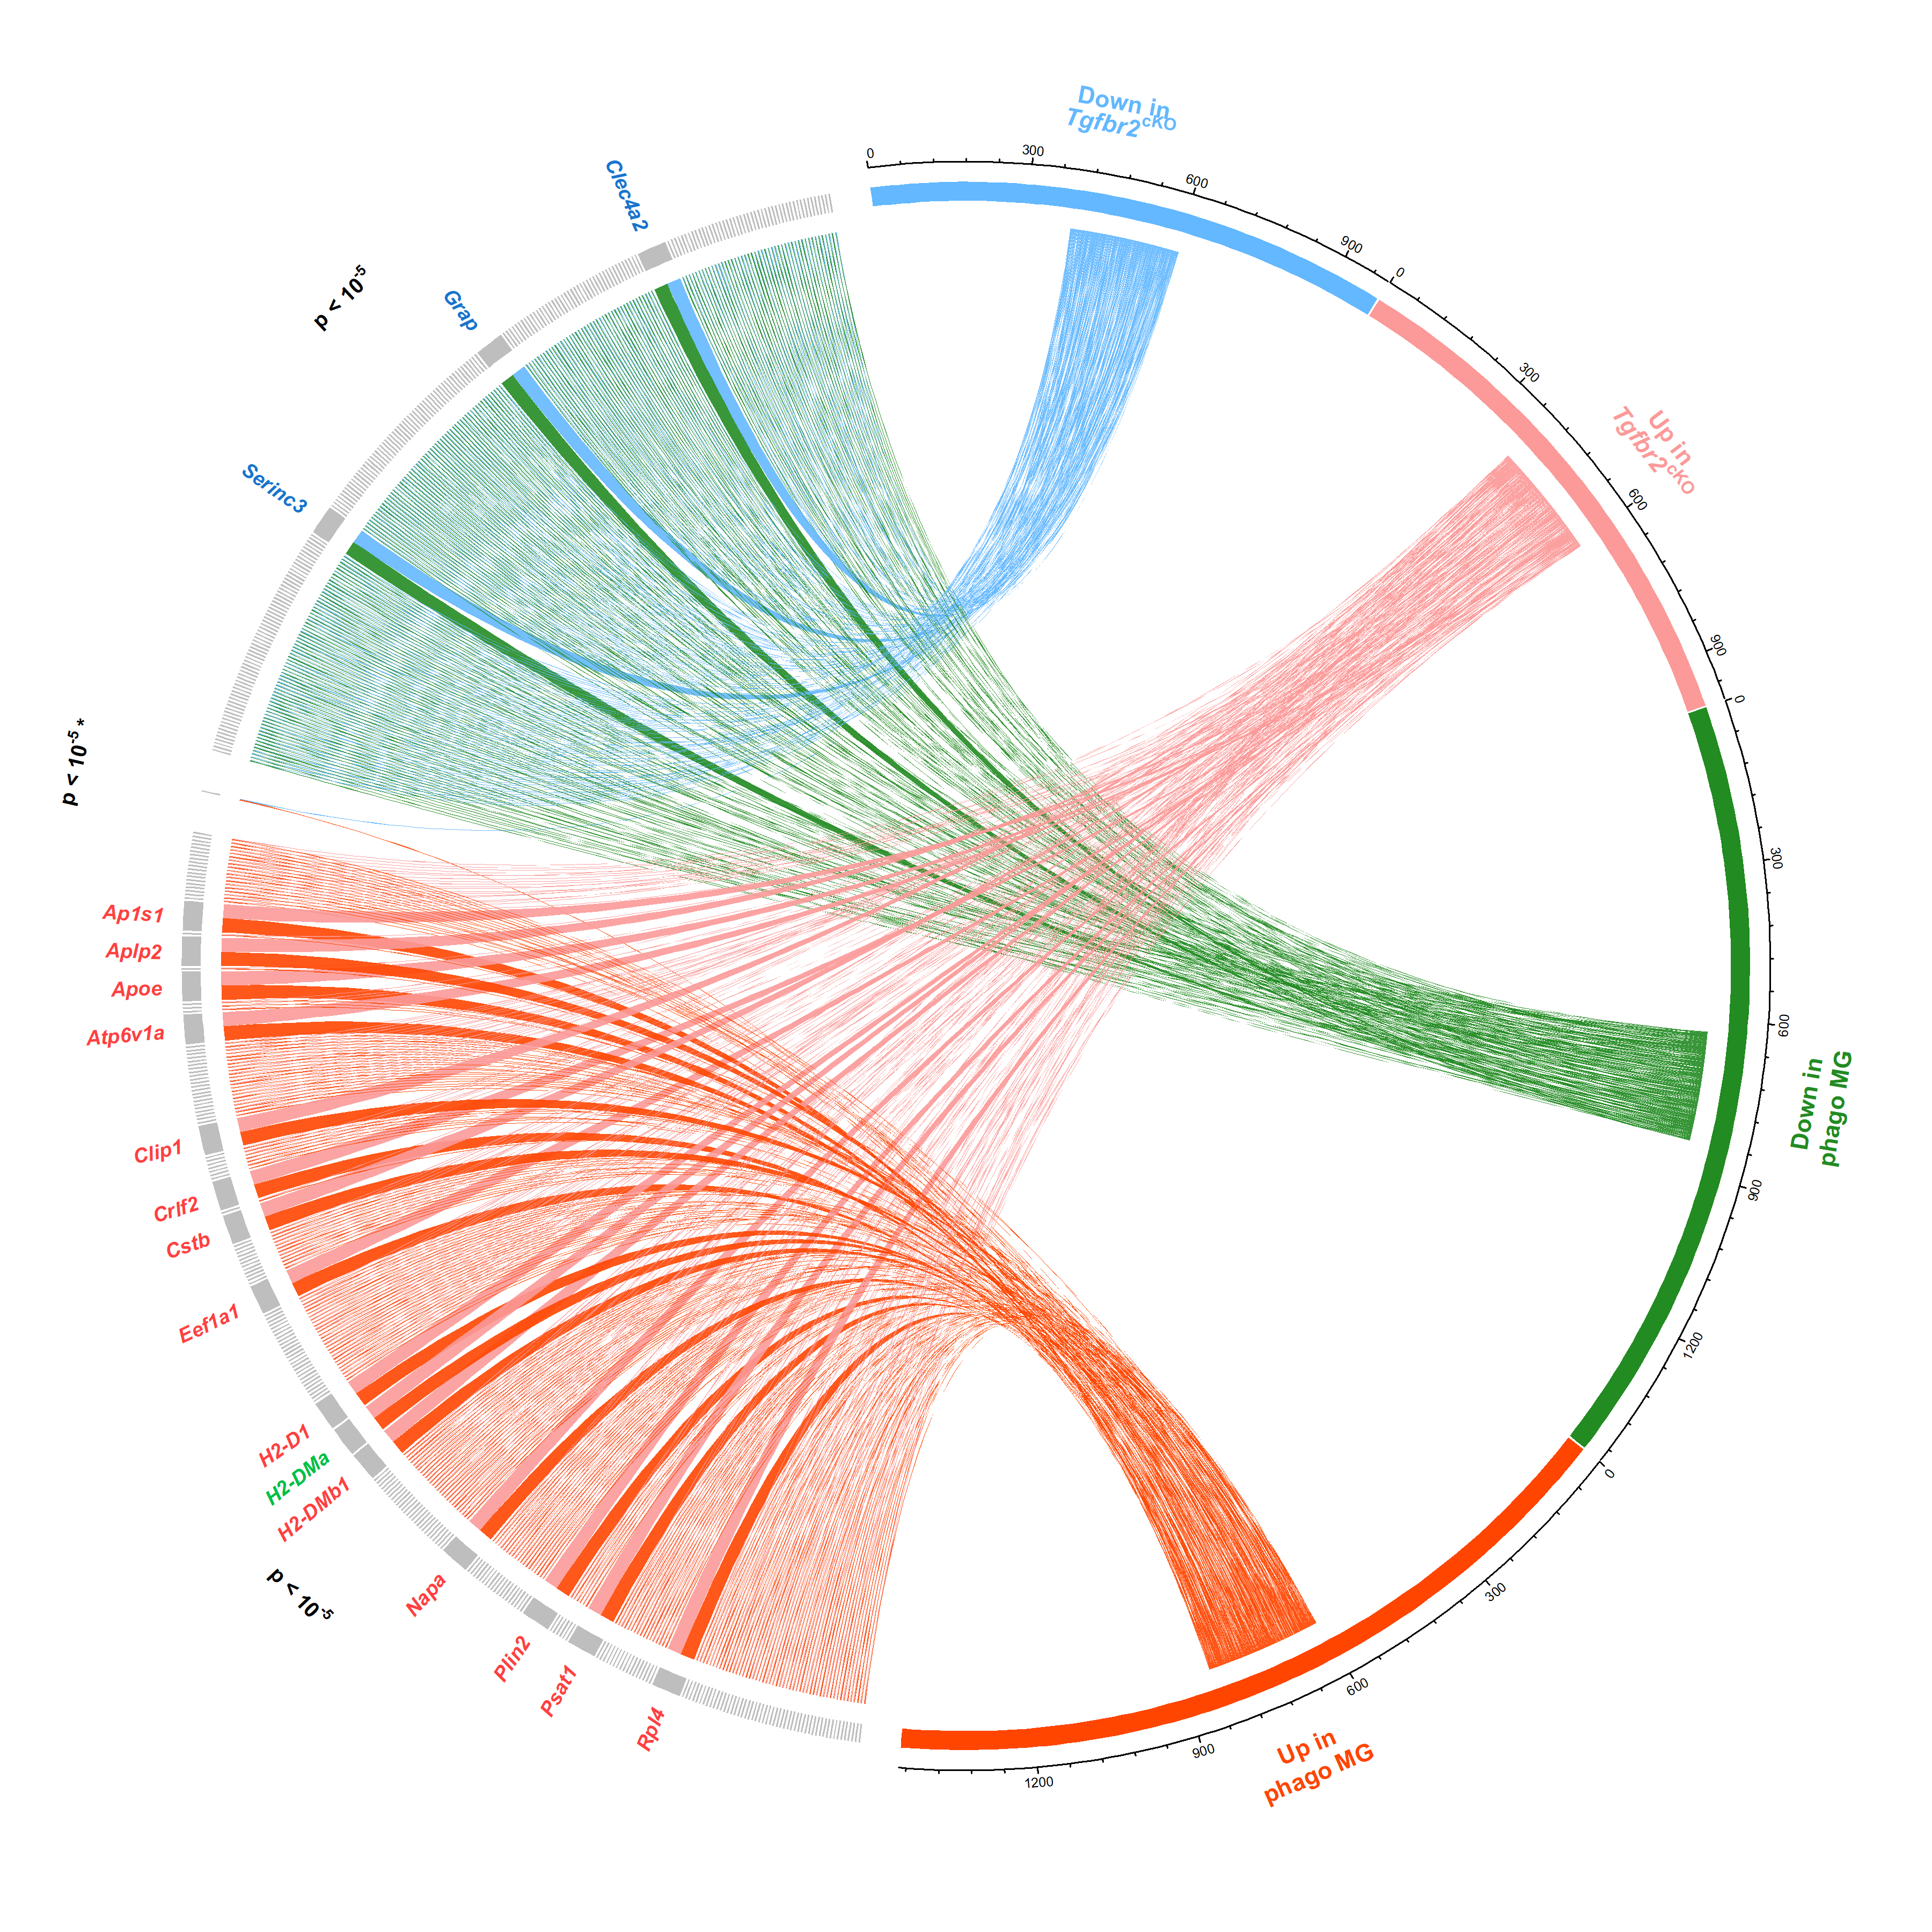 Down in
Tgfbr2cKO
0
300
600
900
0
300
600
900
0
300
600
900
1200
0
300
600
900
1200
Up in
Tgfbr2cKO
Down in
phago MG
Up in
phago MG
Clec4a2
Grap
Serinc3
p < 10-5
p < 10-5 *
Ap1s1
Aplp2
Apoe
Atp6v1a
Clip1
Crlf2
Cstb
Eef1a1
H2-D1
H2-DMa
H2-DMb1
p < 10-5
Napa
Plin2
Psat1
Rpl4